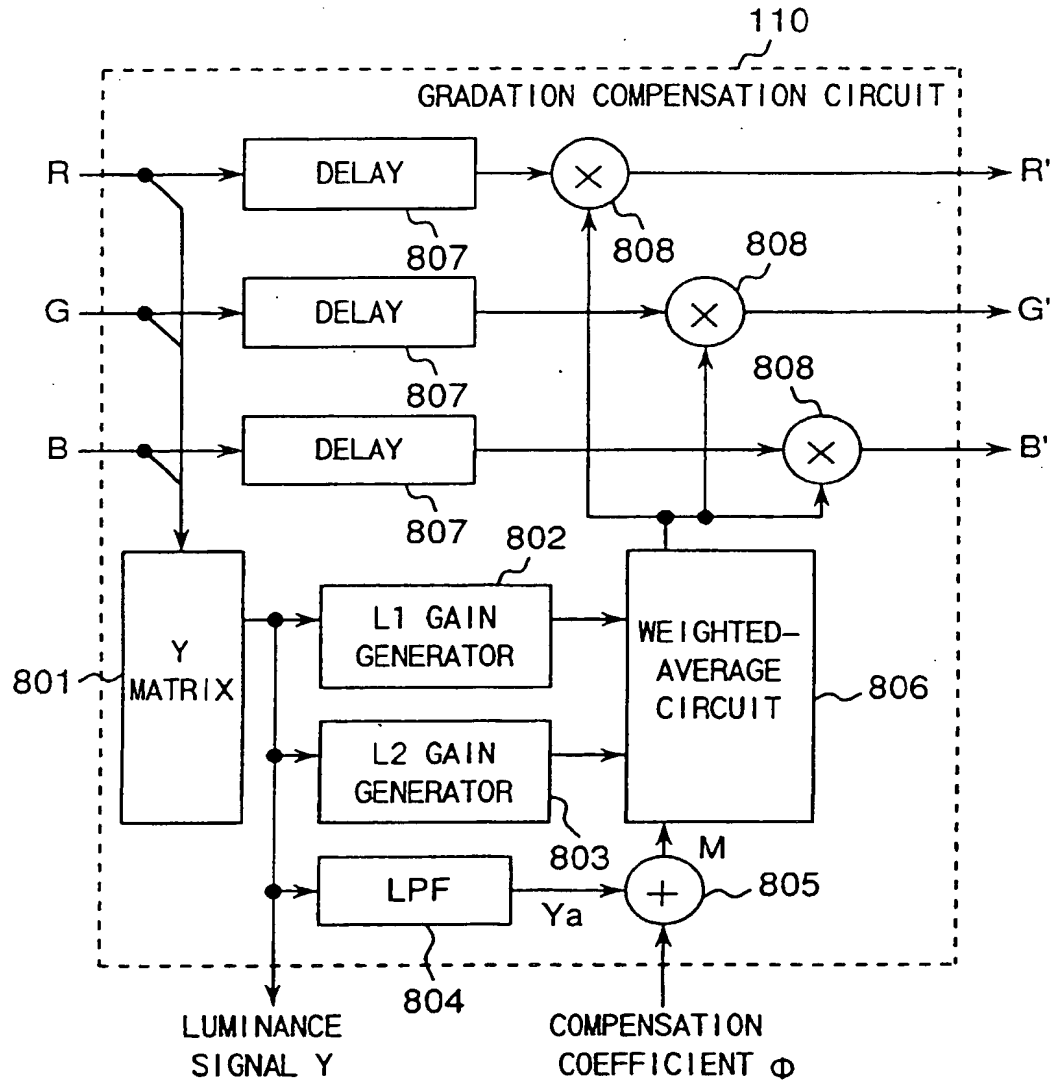 110
GRADATION COMPENSATION CIRCUIT
R
DELAY
×
R'
807
808
G
DELAY
×
808
G'
807
B
DELAY
808
×
B'
807
802
801
Y
MATRIX
L1 GAIN
GENERATOR
WEIGHTED-
AVERAGE
CIRCUIT
806
L2 GAIN
GENERATOR
803
M
LPF
Ya
+
805
804
LUMINANCE
SIGNAL Y
COMPENSATION
COEFFICIENT Φ